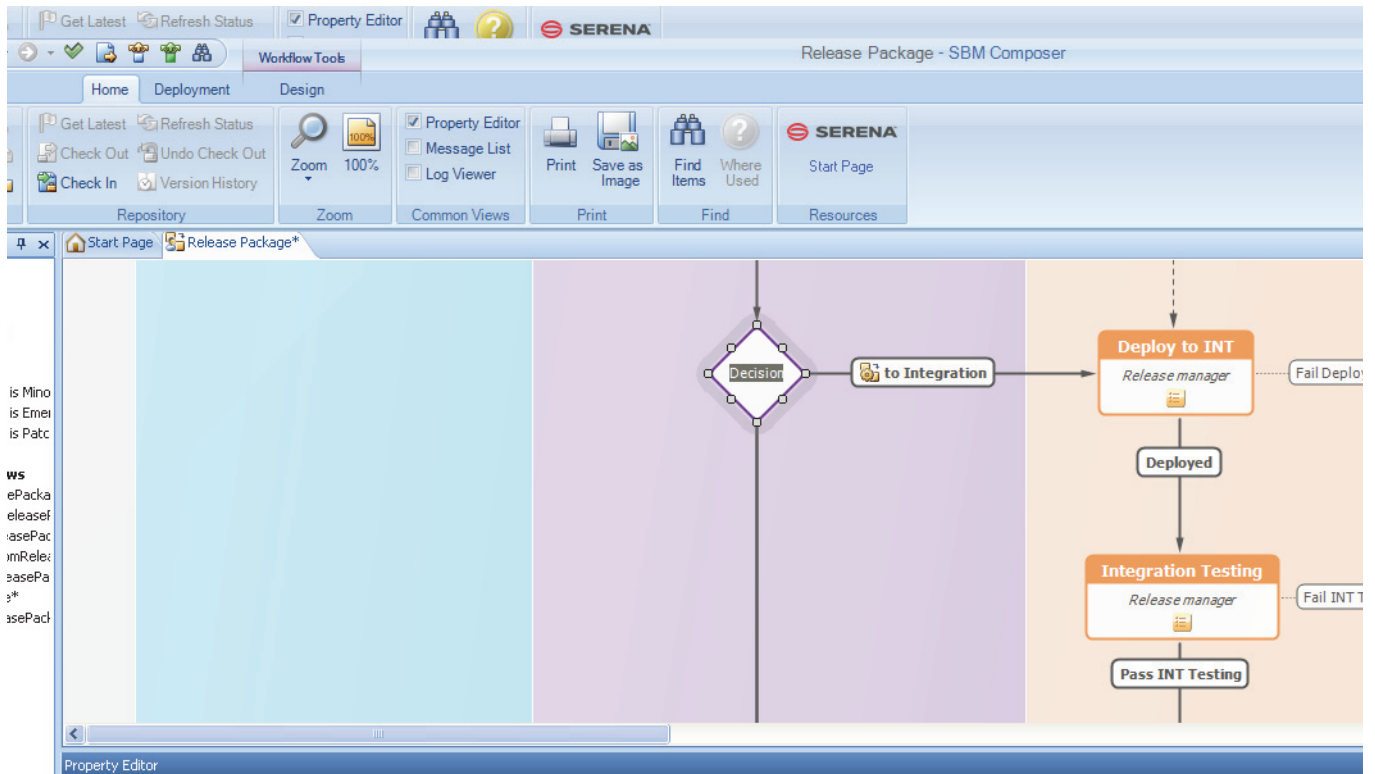 Get Latest Refresh Status Property Editor SERENA
Workflow Tools Release Package - SBM Composer
Home Deployment Design
Get Latest Refresh Status Property Editor SERENA
Check Out Undo Check Out Message List
Zoom 100% Print Save as Image Find Items Where Used Start Page
Check In Version History Log Viewer
Repository Zoom Common Views Print Find Resources
Start Page Release Package*
Deploy to INT
Decision to Integration Release manager Fail Deploy
is Mino
is Emer
is Patc
Deployed
ws
ePacka
eleaseF
easePac
omRelea
easePa
Integration Testing
e*
Release manager Fail INT T
easePack
Pass INT Testing
Property Editor